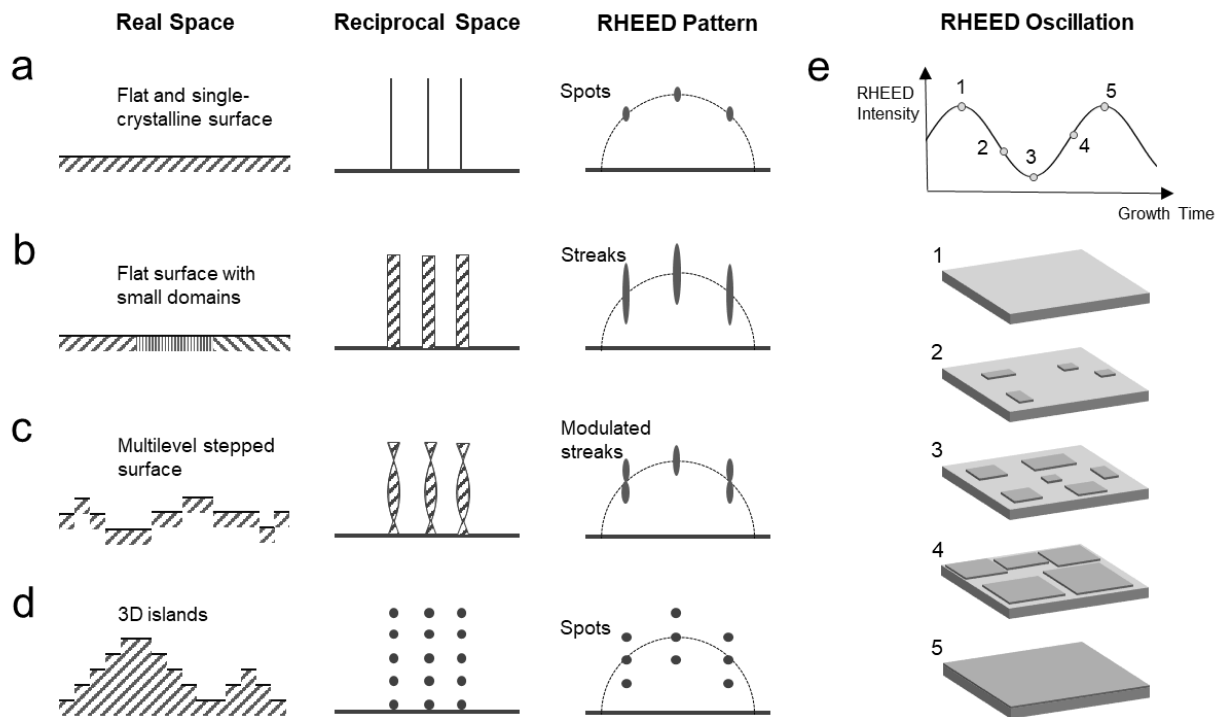 Real Space
Reciprocal Space
RHEED Pattern
RHEED Oscillation
a
Flat and single-
crystalline surface
Spots
b
Flat surface with
small domains
Streaks
c
Multilevel stepped
surface
Modulated
streaks
d
3D islands
Spots
e
RHEED
Intensity
1
2
3
4
5
Growth Time
1
2
3
4
5